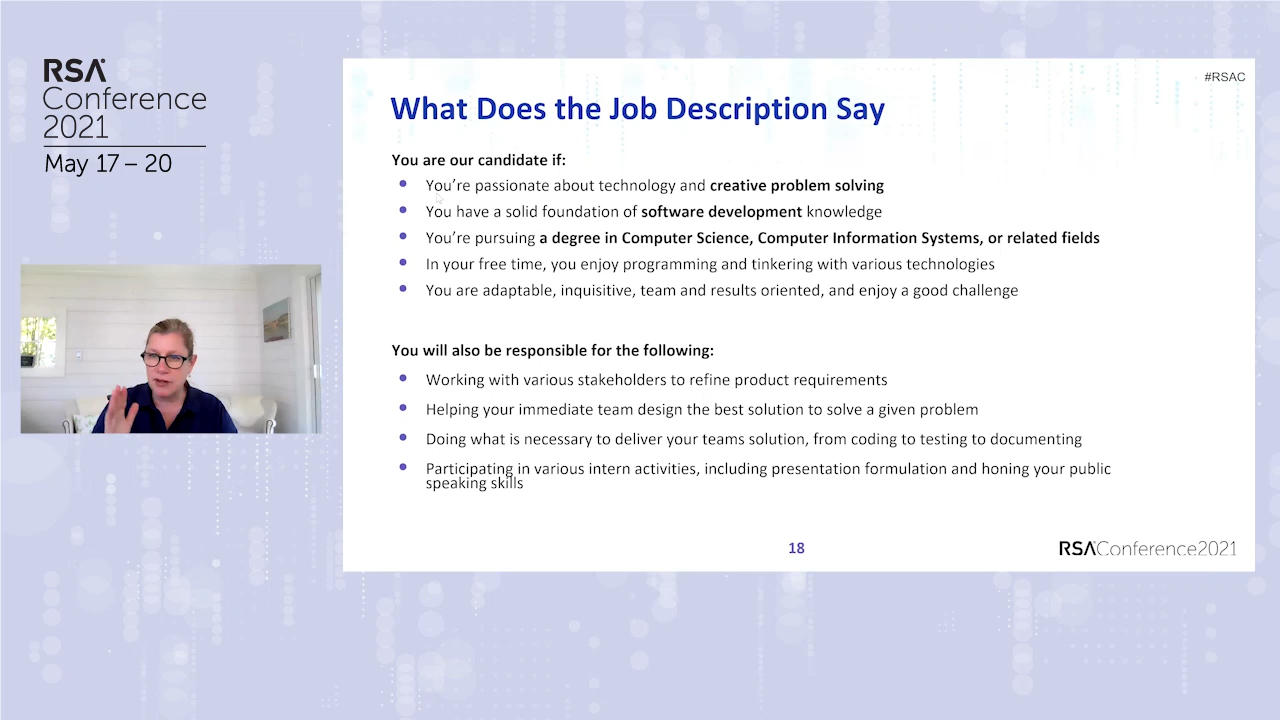 RSA
Conference
2021
May 17 – 20
#RSAC
What Does the Job Description Say
You are our candidate if:
You’re passionate about technology and creative problem solving
You have a solid foundation of software development knowledge
You’re pursuing a degree in Computer Science, Computer Information Systems, or related fields
In your free time, you enjoy programming and tinkering with various technologies
You are adaptable, inquisitive, team and results oriented, and enjoy a good challenge
You will also be responsible for the following:
Working with various stakeholders to refine product requirements
Helping your immediate team design the best solution to solve a given problem
Doing what is necessary to deliver your teams solution, from coding to testing to documenting
Participating in various intern activities, including presentation formulation and honing your public
speaking skills
18
RSAConference2021